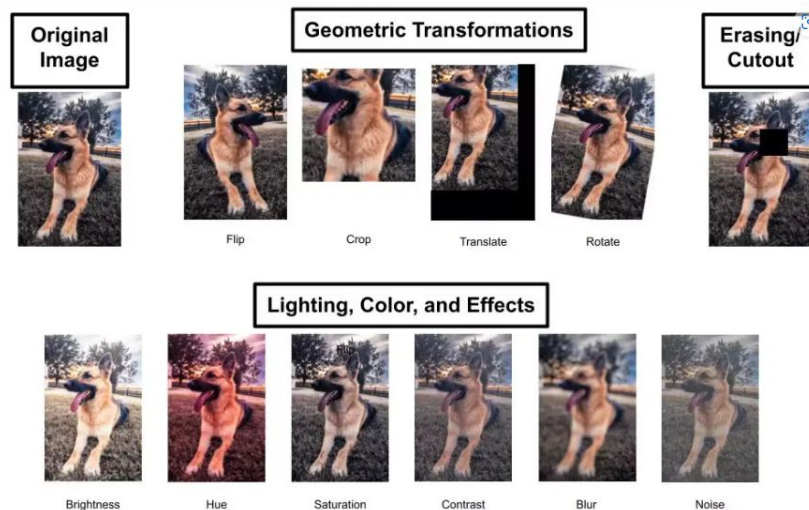 Original
Image
Geometric Transformations
Erasing/
Cutout
Flip
Crop
Translate
Rotate
Lighting, Color, and Effects
Flip
Brightness
Hue
Saturation
Contrast
Blur
Noise